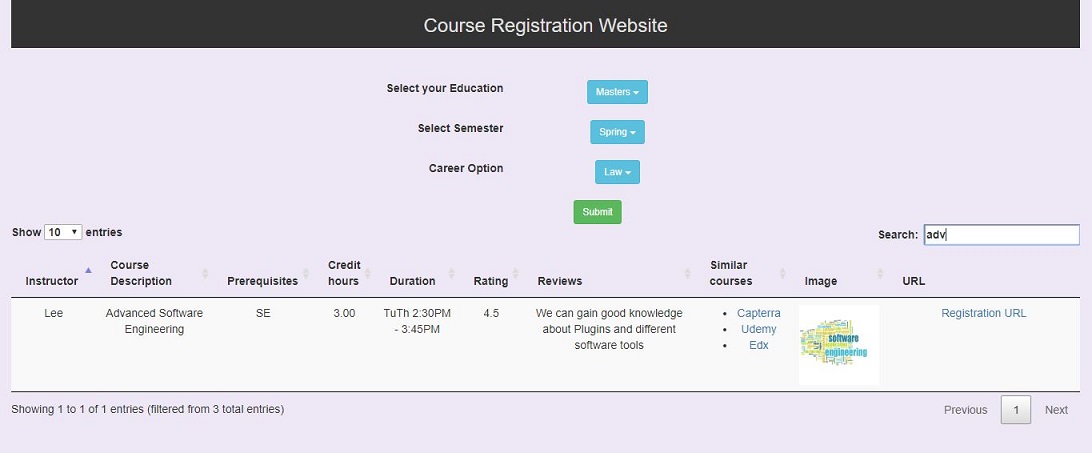 Course Registration Website
Select your Education Masters
Select Semester Spring
Career Option Law
Submit
Show 10 entries Search: adv
Instructor Course Description Prerequisites Credit hours Duration Rating Reviews Similar courses Image URL
Lee Advanced Software Engineering SE 3.00 TuTh 2:30PM - 3:45PM 4.5 We can gain good knowledge about Plugins and different software tools Capterra Udemy Edx software engineering Registration URL
Showing 1 to 1 of 1 entries (filtered from 3 total entries) Previous 1 Next